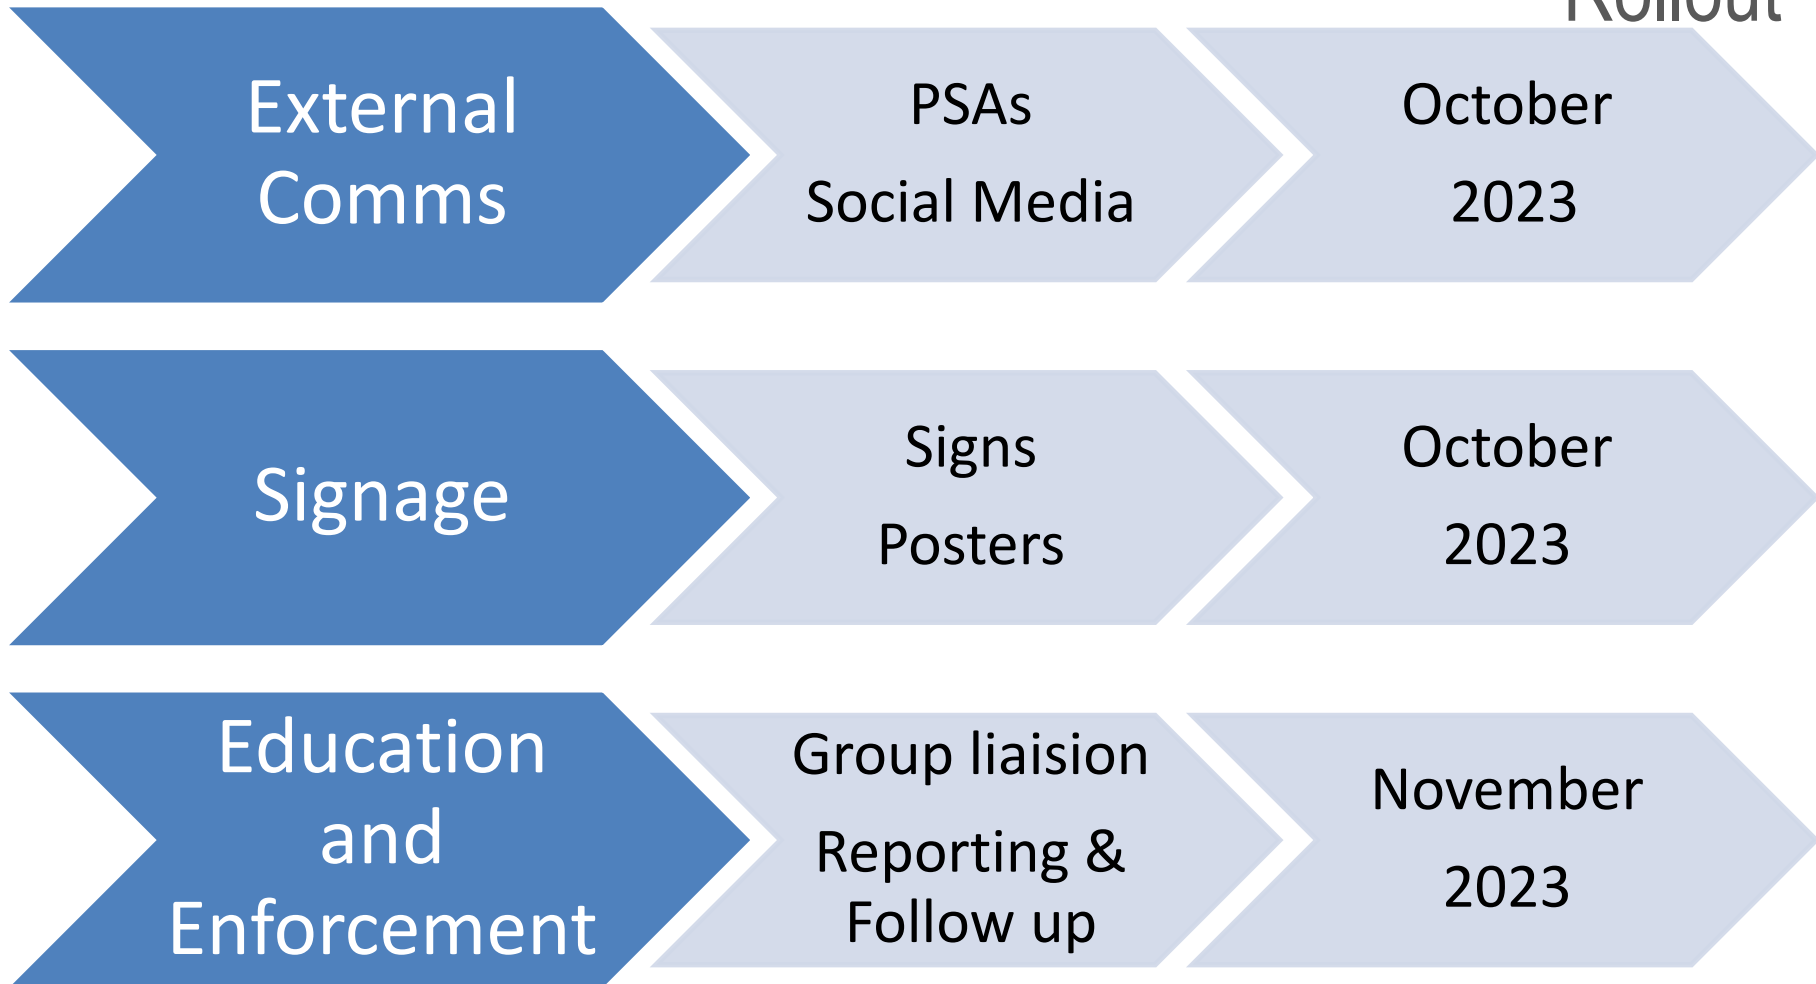 Rollout
External
Comms
PSAs
Social Media
October
2023
Signage
Signs
Posters
October
2023
Education
and
Enforcement
Group liaision
Reporting &
Follow up
November
2023